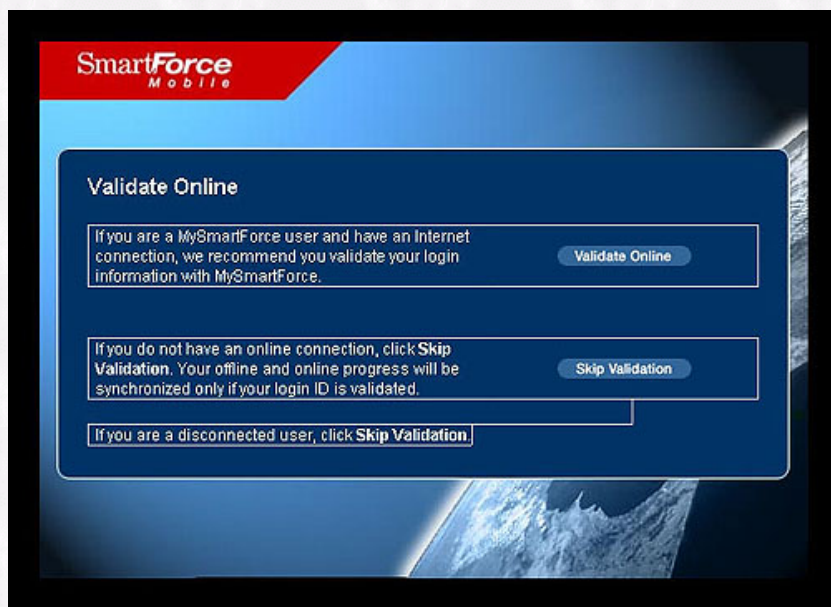 SmartForce
Mobile
Validate Online
If you are a MySmartForce user and have an Internet
connection, we recommend you validate your login
information with MySmartForce.
Validate Online
If you do not have an online connection, click Skip
Validation. Your offline and online progress will be
synchronized only if your login ID is validated.
Skip Validation
If you are a disconnected user, click Skip Validation.